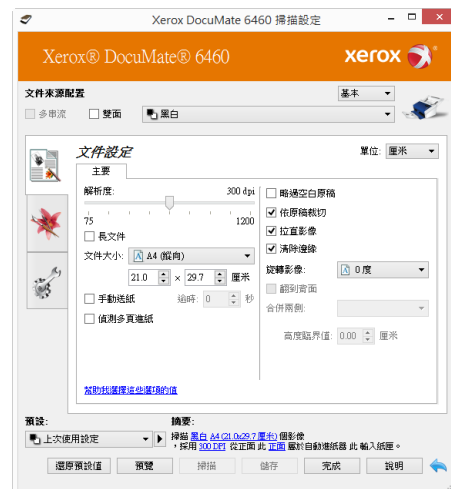 Xerox DocuMate 6460 掃描設定
Xerox® DocuMate® 6460
xerox
文件來源配置
基本
多串流
雙面
黑白
文件設定
單位: 厘米
主要
解析度: 300 dpi
75 1200
長文件
文件大小: A4 (縱向)
21.0 × 29.7 厘米
手動送紙 逾時: 0 秒
偵測多頁進紙
略過空白原稿
依原稿裁切
拉直影像
清除邊緣
旋轉影像: 0 度
翻到背面
合併兩側:
高度臨界值: 0.00 厘米
幫助我選擇這些選項的值
預設:
上次使用設定
摘要:
掃描 黑白 A4 (21.0x29.7 厘米) 個影像
，採用 300 DPI 從正面 此 正面 屬於自動進紙器 此 輸入紙匣。
還原預設值
預覽
掃描
儲存
完成
說明